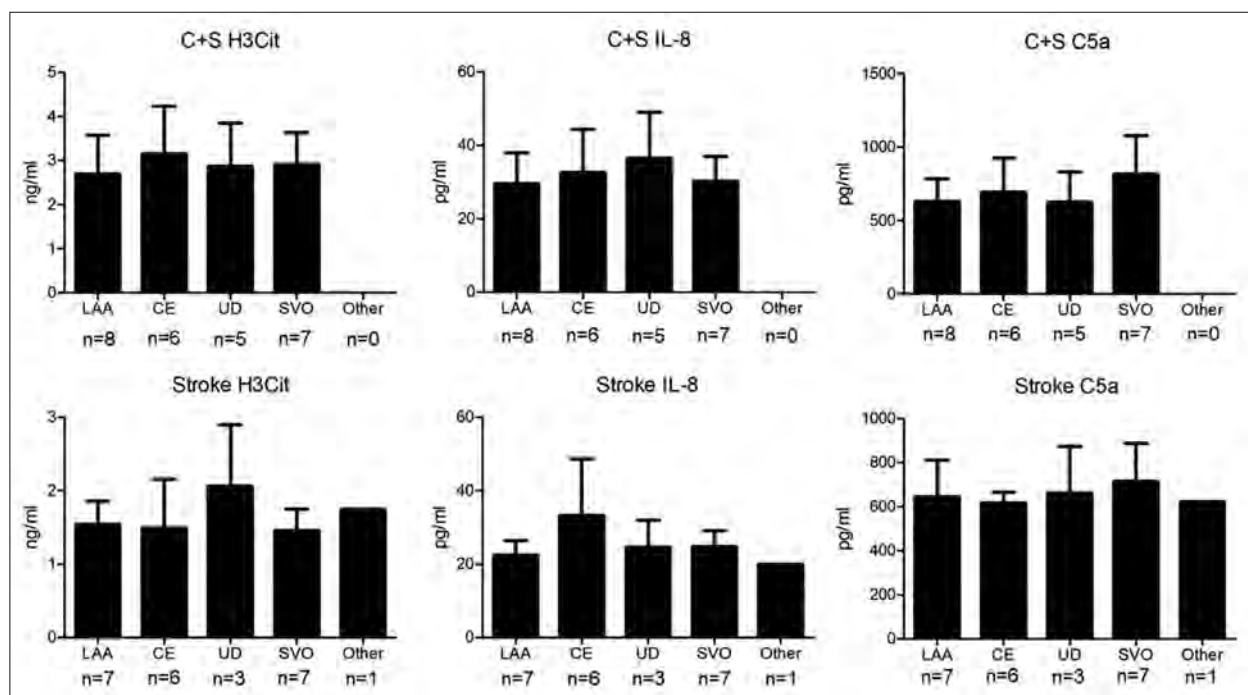 C+S H3Cit
5
4
3
2
1
0
ng/ml
LAA CE UD SVO Other
n=8 n=6 n=5 n=7 n=0
C+S IL-8
60
40
20
0
pg/ml
LAA CE UD SVO Other
n=8 n=6 n=5 n=7 n=0
C+S C5a
1500
1000
500
0
pg/ml
LAA CE UD SVO Other
n=8 n=6 n=5 n=7 n=0
Stroke H3Cit
3
2
1
0
ng/ml
LAA CE UD SVO Other
n=7 n=6 n=3 n=7 n=1
Stroke IL-8
60
40
20
0
pg/ml
LAA CE UD SVO Other
n=7 n=6 n=3 n=7 n=1
Stroke C5a
1000
800
600
400
200
0
pg/ml
LAA CE UD SVO Other
n=7 n=6 n=3 n=7 n=1